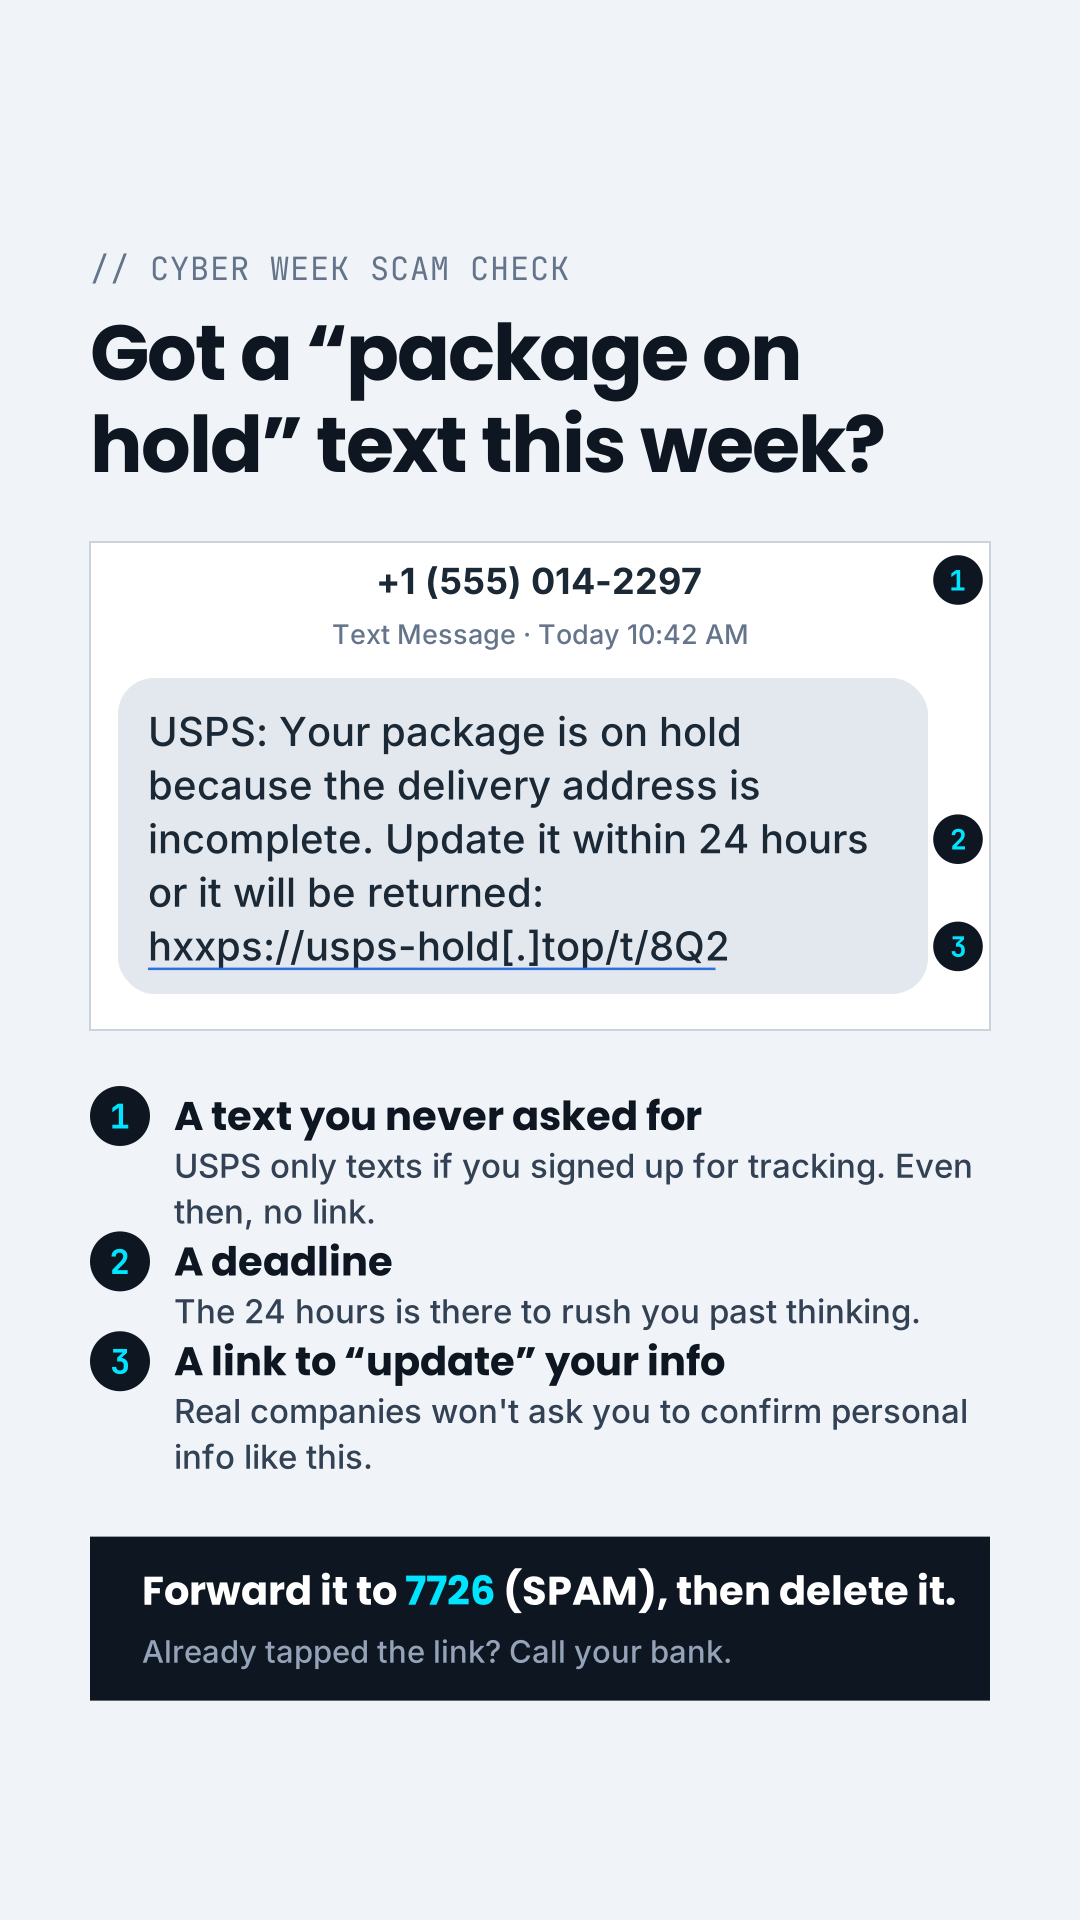 // CYBER WEEK SCAM CHECK
Got a “package on
hold” text this week?
+1 (555) 014-2297
1
Text Message · Today 10:42 AM
USPS: Your package is on hold
because the delivery address is
incomplete. Update it within 24 hours
2
or it will be returned:
hxxps://usps-hold[.]top/t/8Q2
3
1 A text you never asked for
USPS only texts if you signed up for tracking. Even
then, no link.
2 A deadline
The 24 hours is there to rush you past thinking.
3 A link to “update” your info
Real companies won't ask you to confirm personal
info like this.
Forward it to 7726 (SPAM), then delete it.
Already tapped the link? Call your bank.